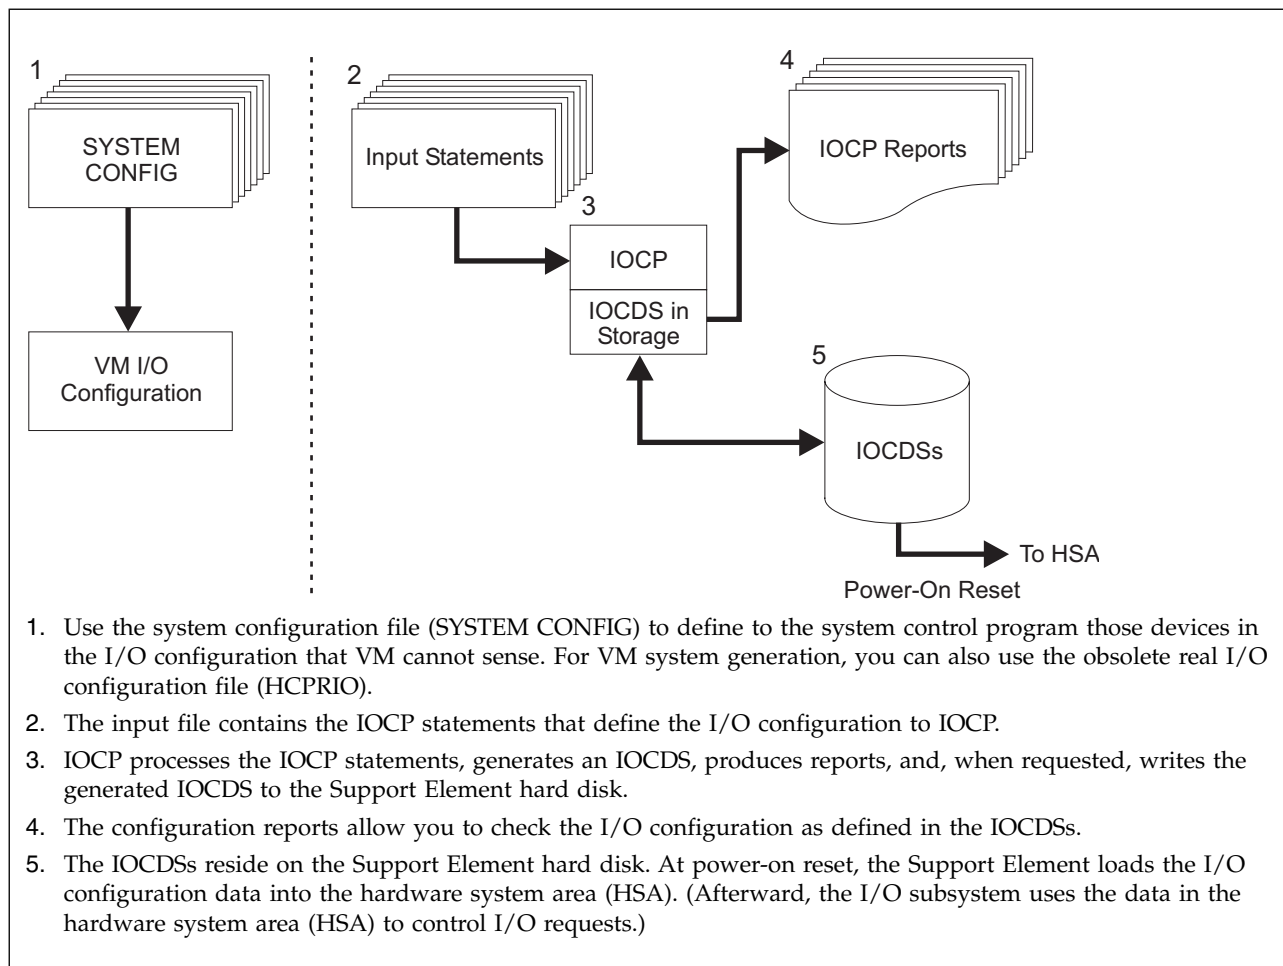 1
SYSTEM
CONFIG
VM I/O
Configuration
2
Input Statements
3
IOCP
IOCDS in
Storage
4
IOCP Reports
5
IOCDSs
To HSA
Power-On Reset
1. Use the system configuration file (SYSTEM CONFIG) to define to the system control program those devices in
the I/O configuration that VM cannot sense. For VM system generation, you can also use the obsolete real I/O
configuration file (HCPRIO).
2. The input file contains the IOCP statements that define the I/O configuration to IOCP.
3. IOCP processes the IOCP statements, generates an IOCDS, produces reports, and, when requested, writes the
generated IOCDS to the Support Element hard disk.
4. The configuration reports allow you to check the I/O configuration as defined in the IOCDSs.
5. The IOCDSs reside on the Support Element hard disk. At power-on reset, the Support Element loads the I/O
configuration data into the hardware system area (HSA). (Afterward, the I/O subsystem uses the data in the
hardware system area (HSA) to control I/O requests.)